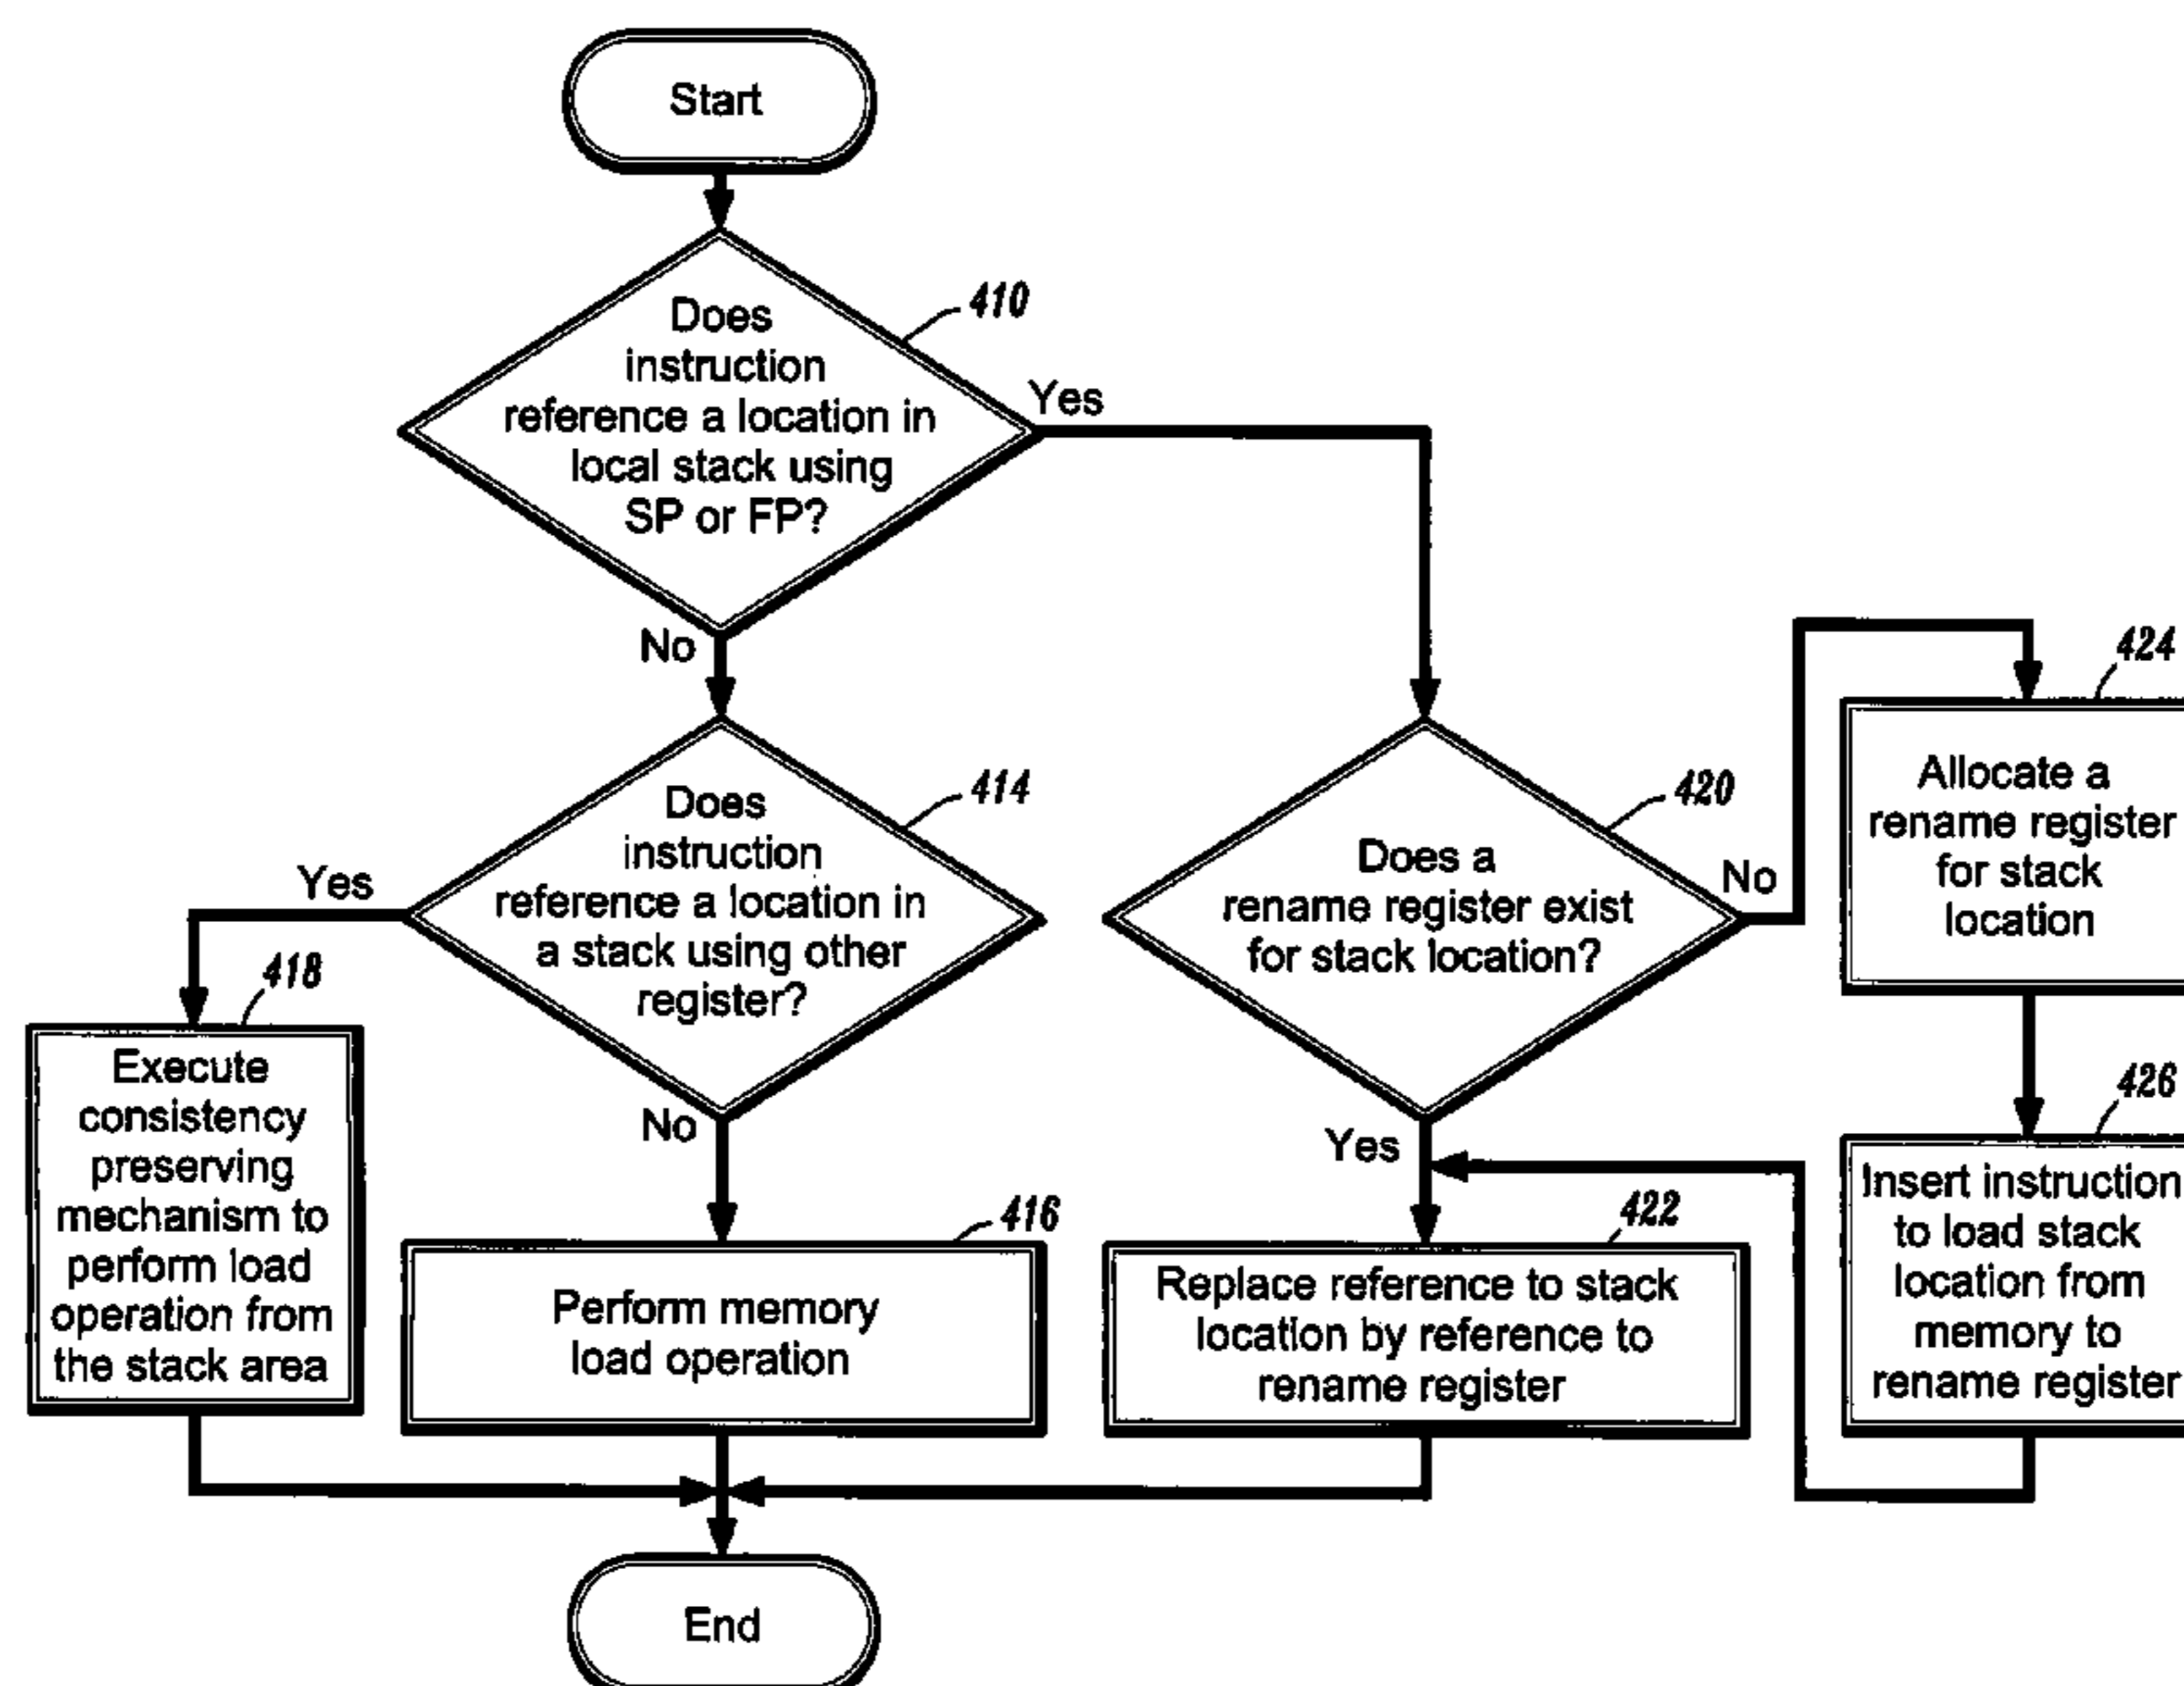 Start
410
Does
instruction
reference a location in
local stack using
SP or FP?
Yes
No
414
Does
instruction
reference a location in
a stack using other
register?
Yes
No
420
Does a
rename register exist
for stack location?
No
Yes
424
Allocate a
rename register
for stack
location
418
Execute
consistency
preserving
mechanism to
perform load
operation from
the stack area
416
Perform memory
load operation
422
Replace reference to stack
location by reference to
rename register
426
Insert instruction
to load stack
location from
memory to
rename register
End